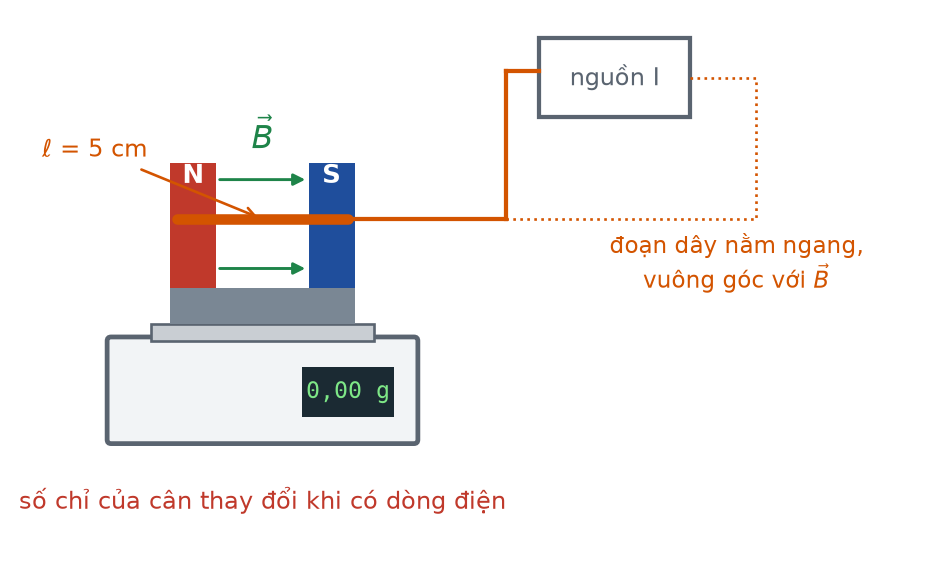 nguồn I
ℓ = 5 cm
B⃗
N
S
đoạn dây nằm ngang,
vuông góc với B⃗
0,00 g
số chỉ của cân thay đổi khi có dòng điện